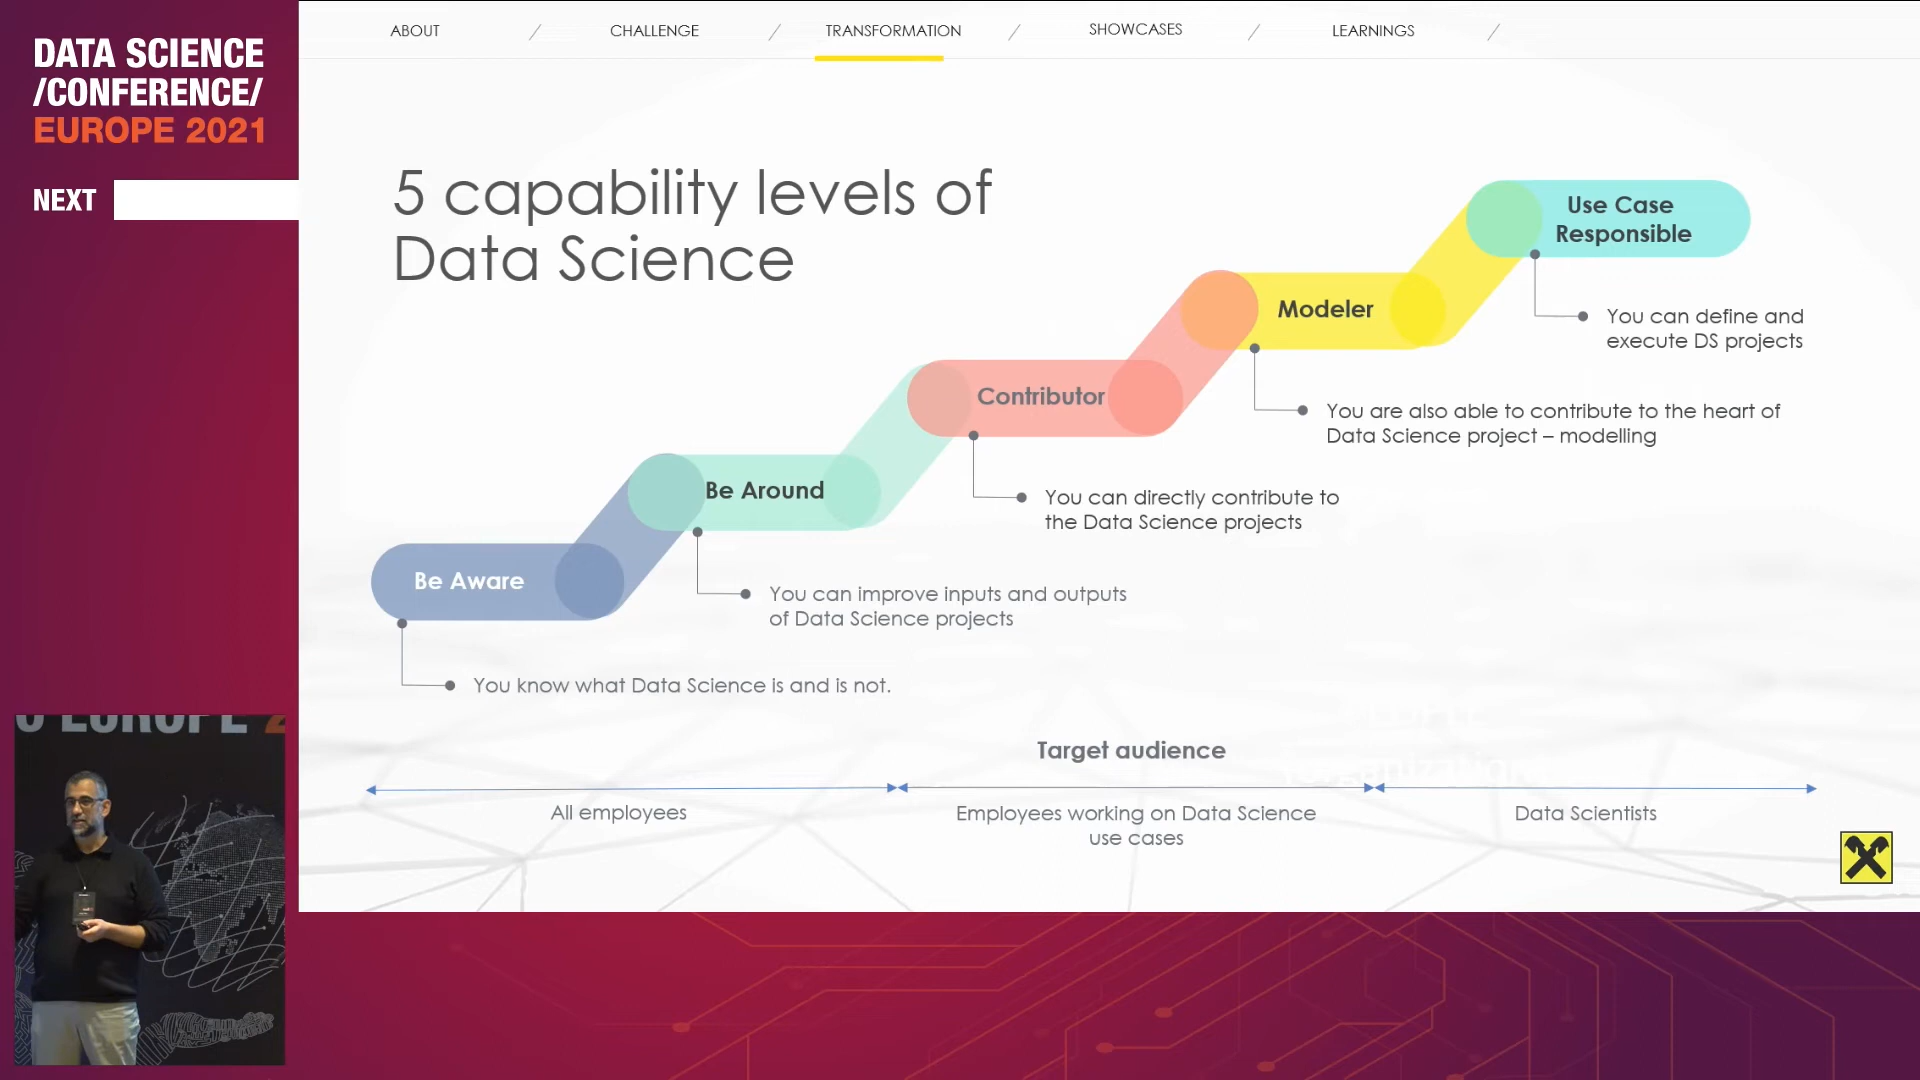 DATA SCIENCE
/CONFERENCE/
EUROPE 2021
NEXT
ABOUT / CHALLENGE / TRANSFORMATION / SHOWCASES / LEARNINGS /
5 capability levels of
Data Science
Use Case
Responsible
You can define and
execute DS projects
Modeler
You are also able to contribute to the heart of
Data Science project – modelling
Contributor
You can directly contribute to
the Data Science projects
Be Around
You can improve inputs and outputs
of Data Science projects
Be Aware
You know what Data Science is and is not.
Target audience
All employees
Employees working on Data Science
use cases
Data Scientists
EUROPE 2